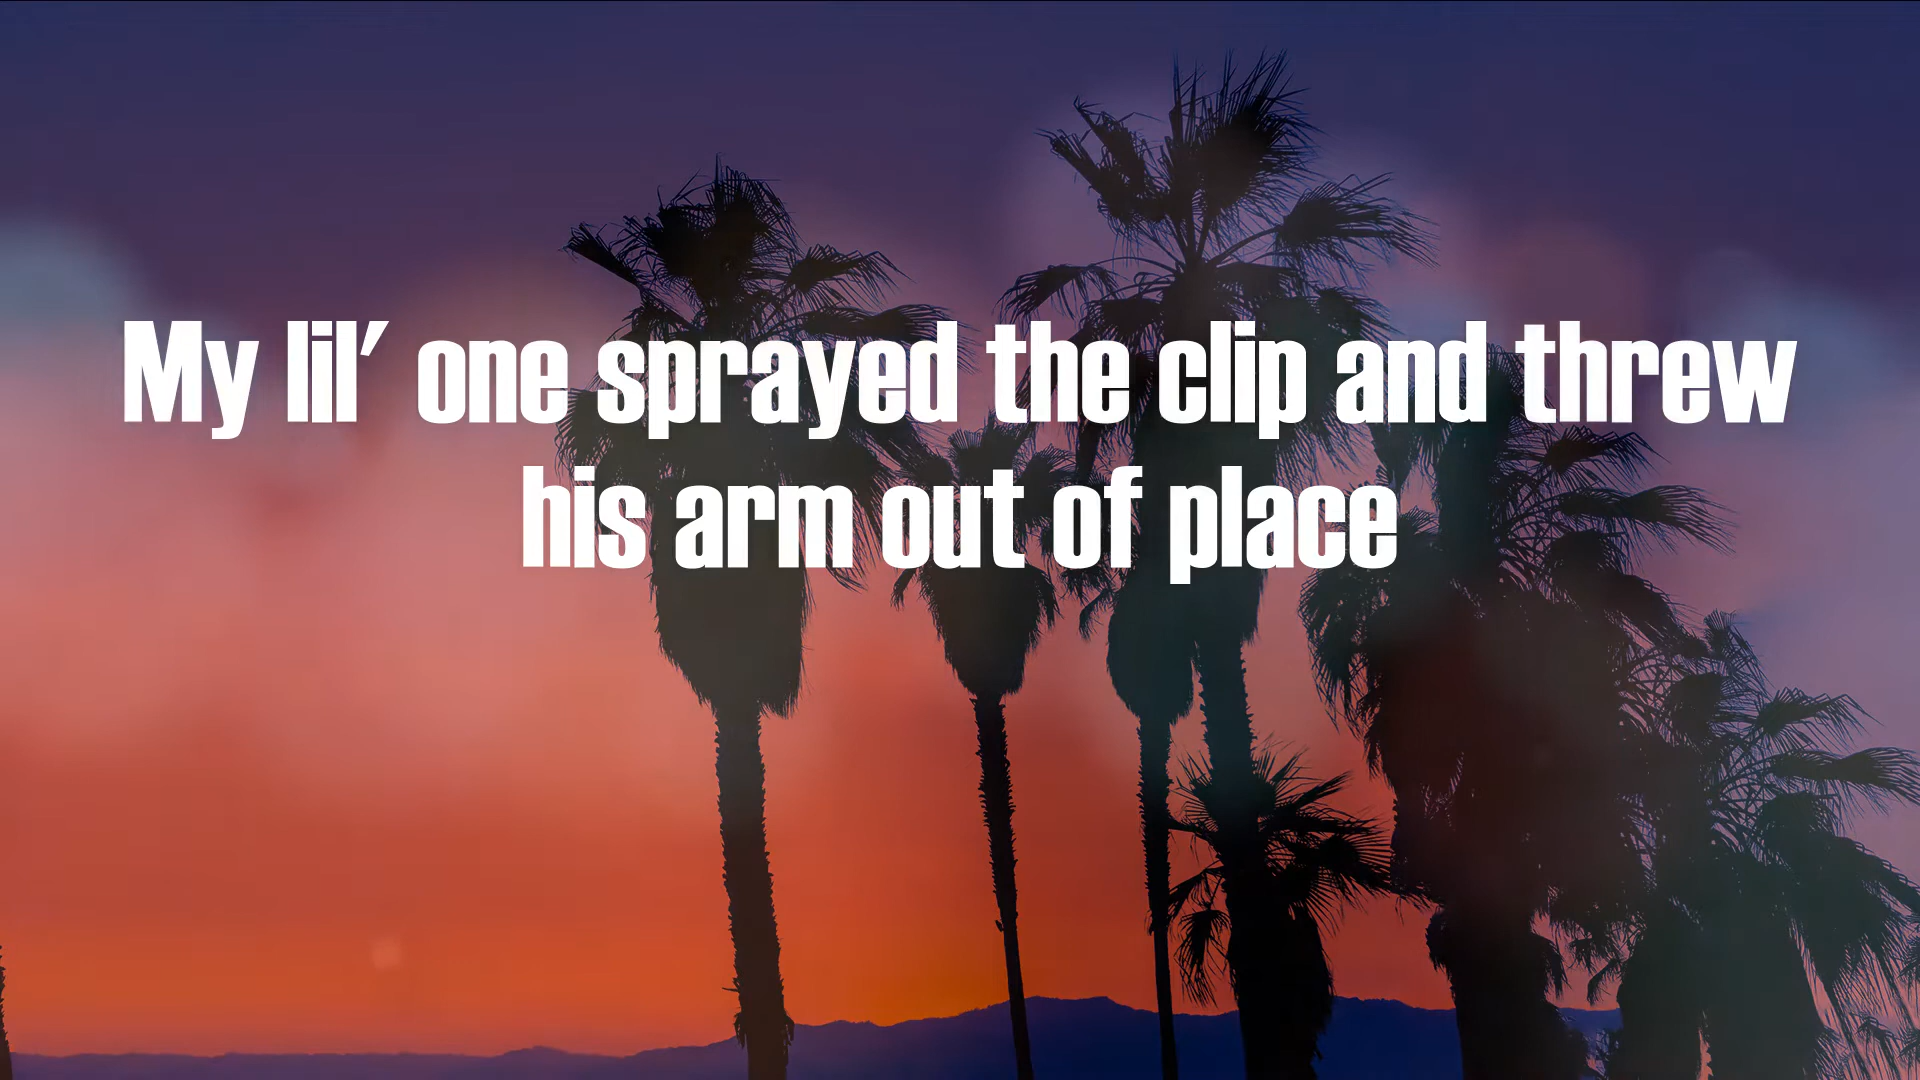 My lil' one sprayed the clip and threw
his arm out of place